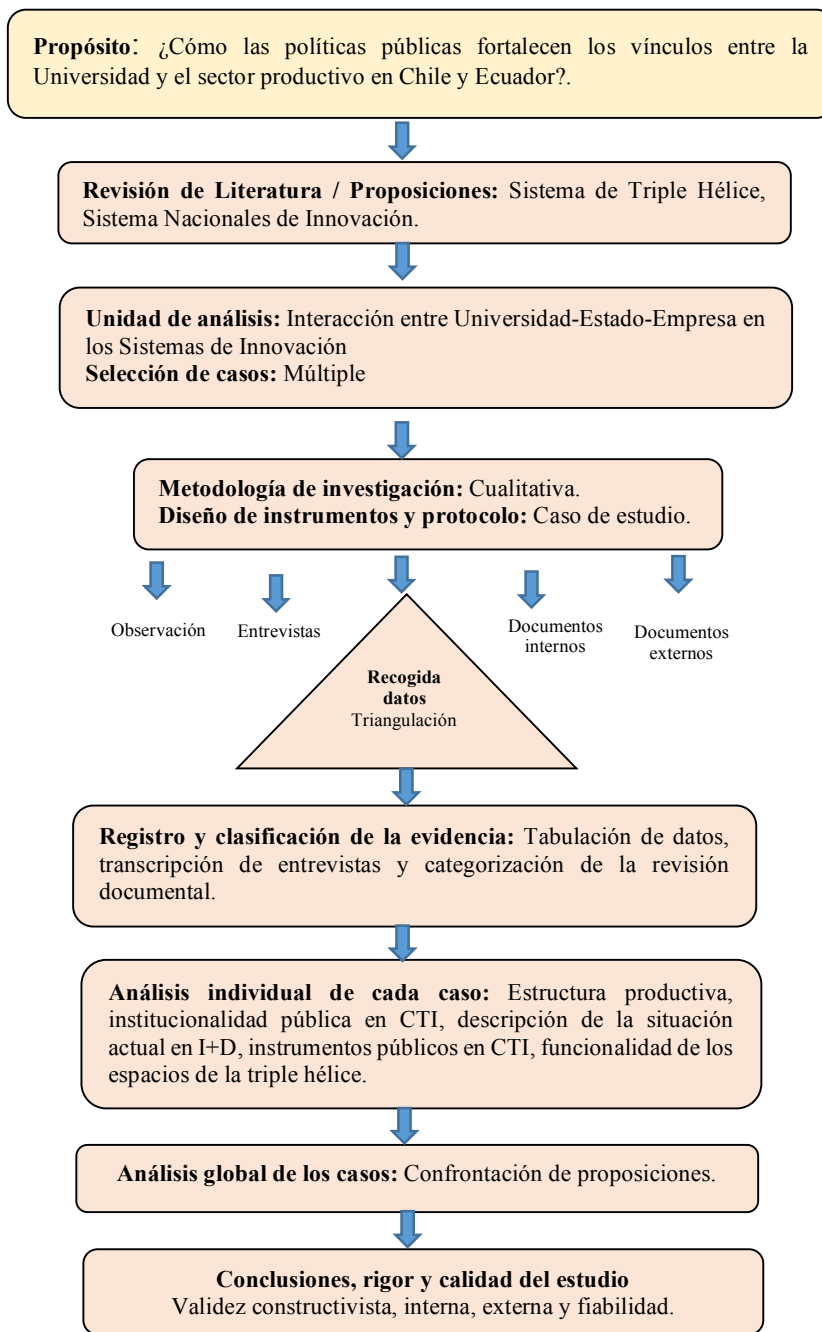 Propósito: ¿Cómo las políticas públicas fortalecen los vínculos entre la
Universidad y el sector productivo en Chile y Ecuador?.
Revisión de Literatura / Proposiciones: Sistema de Triple Hélice,
Sistema Nacionales de Innovación.
Unidad de análisis: Interacción entre Universidad-Estado-Empresa en
los Sistemas de Innovación
Selección de casos: Múltiple
Metodología de investigación: Cualitativa.
Diseño de instrumentos y protocolo: Caso de estudio.
Observación
Entrevistas
Documentos
internos
Documentos
externos
Recogida
datos
Triangulación
Registro y clasificación de la evidencia: Tabulación de datos,
transcripción de entrevistas y categorización de la revisión
documental.
Análisis individual de cada caso: Estructura productiva,
institucionalidad pública en CTI, descripción de la situación
actual en I+D, instrumentos públicos en CTI, funcionalidad de los
espacios de la triple hélice.
Análisis global de los casos: Confrontación de proposiciones.
Conclusiones, rigor y calidad del estudio
Validez constructivista, interna, externa y fiabilidad.